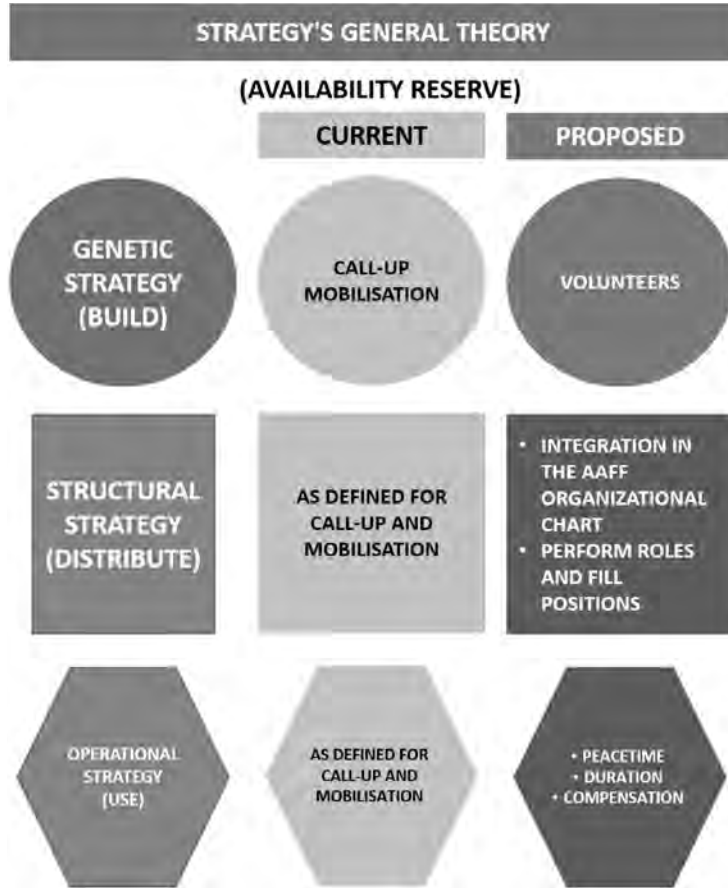 STRATEGY'S GENERAL THEORY
(AVAILABILITY RESERVE)
CURRENT
PROPOSED
GENETIC
STRATEGY
(BUILD)
CALL-UP
MOBILISATION
VOLUNTEERS
STRUCTURAL
STRATEGY
(DISTRIBUTE)
AS DEFINED FOR
CALL-UP AND
MOBILISATION
• INTEGRATION IN
THE AAFF
ORGANIZATIONAL
CHART
• PERFORM ROLES
AND FILL
POSITIONS
OPERATIONAL
STRATEGY
(USE)
AS DEFINED FOR
CALL-UP AND
MOBILISATION
• PEACETIME
• DURATION
• COMPENSATION